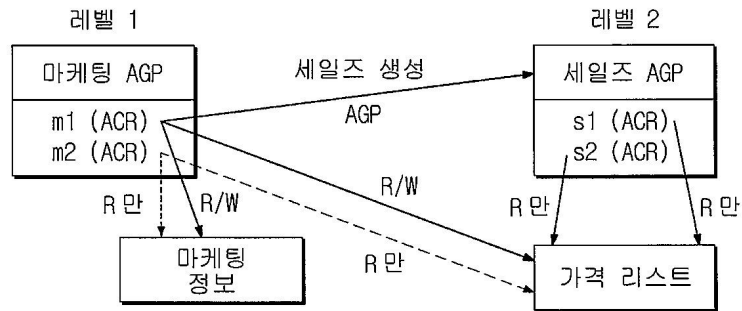 레벨 1
레벨 2
마케팅 AGP
세일즈 생성
세일즈 AGP
AGP
m1 (ACR)
m2 (ACR)
s1 (ACR)
s2 (ACR)
R/W
R 만
R/W
R 만
R 만
R 만
마케팅
정보
가격 리스트